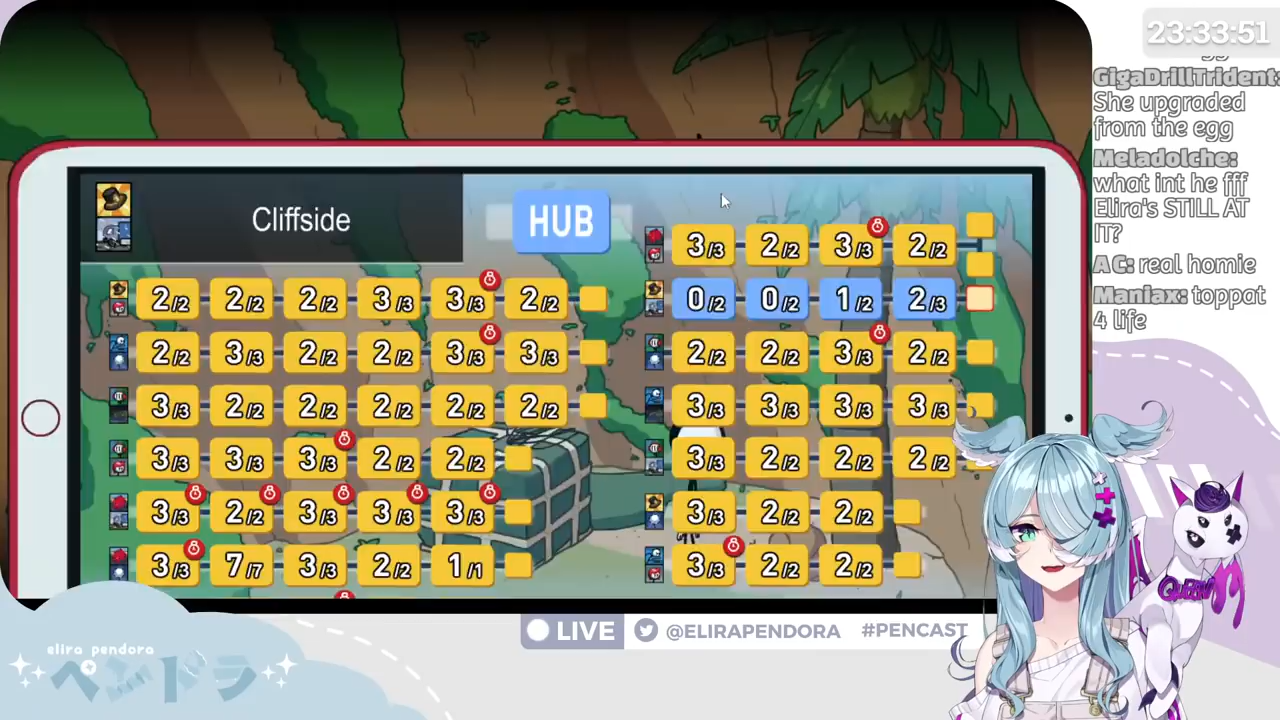 23:33:51
GigaDrillTrident:
She upgraded
from the egg
Meladolche:
what int he fff
Elira's STILL AT
IT?
AC: real homie
Maniax: toppat
4 life
Cliffside
HUB
3/3 2/2 3/3 2/2
2/2 2/2 2/2 3/3 3/3 2/2
0/2 0/2 1/2 2/3
2/2 3/3 2/2 2/2 3/3 3/3
2/2 2/2 3/3 2/2
3/3 2/2 2/2 2/2 2/2 2/2
3/3 3/3 3/3 3/3
3/3 3/3 3/3 2/2 2/2
3/3 2/2 2/2 2/2
3/3 2/2 3/3 3/3 3/3
3/3 2/2 2/2
3/3 7/7 3/3 2/2 1/1
3/3 2/2 2/2
LIVE @ELIRAPENDORA #PENCAST
elira pendora
ペンドラ